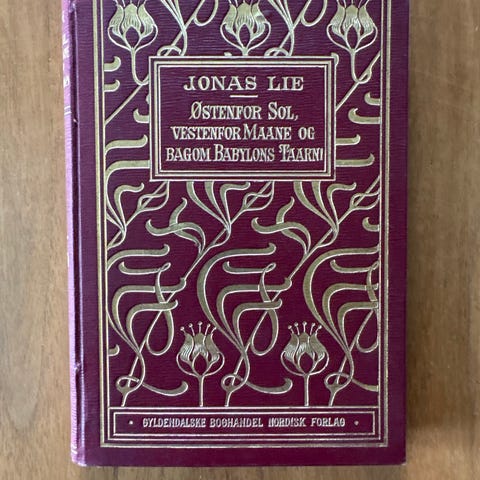 JONAS LIE
ØSTENFOR SOL,
VESTENFOR MAANE OG
BAGOM BABYLONS TAARN!
GYLDENDALSKE BOGHANDEL NORDISK FORLAG